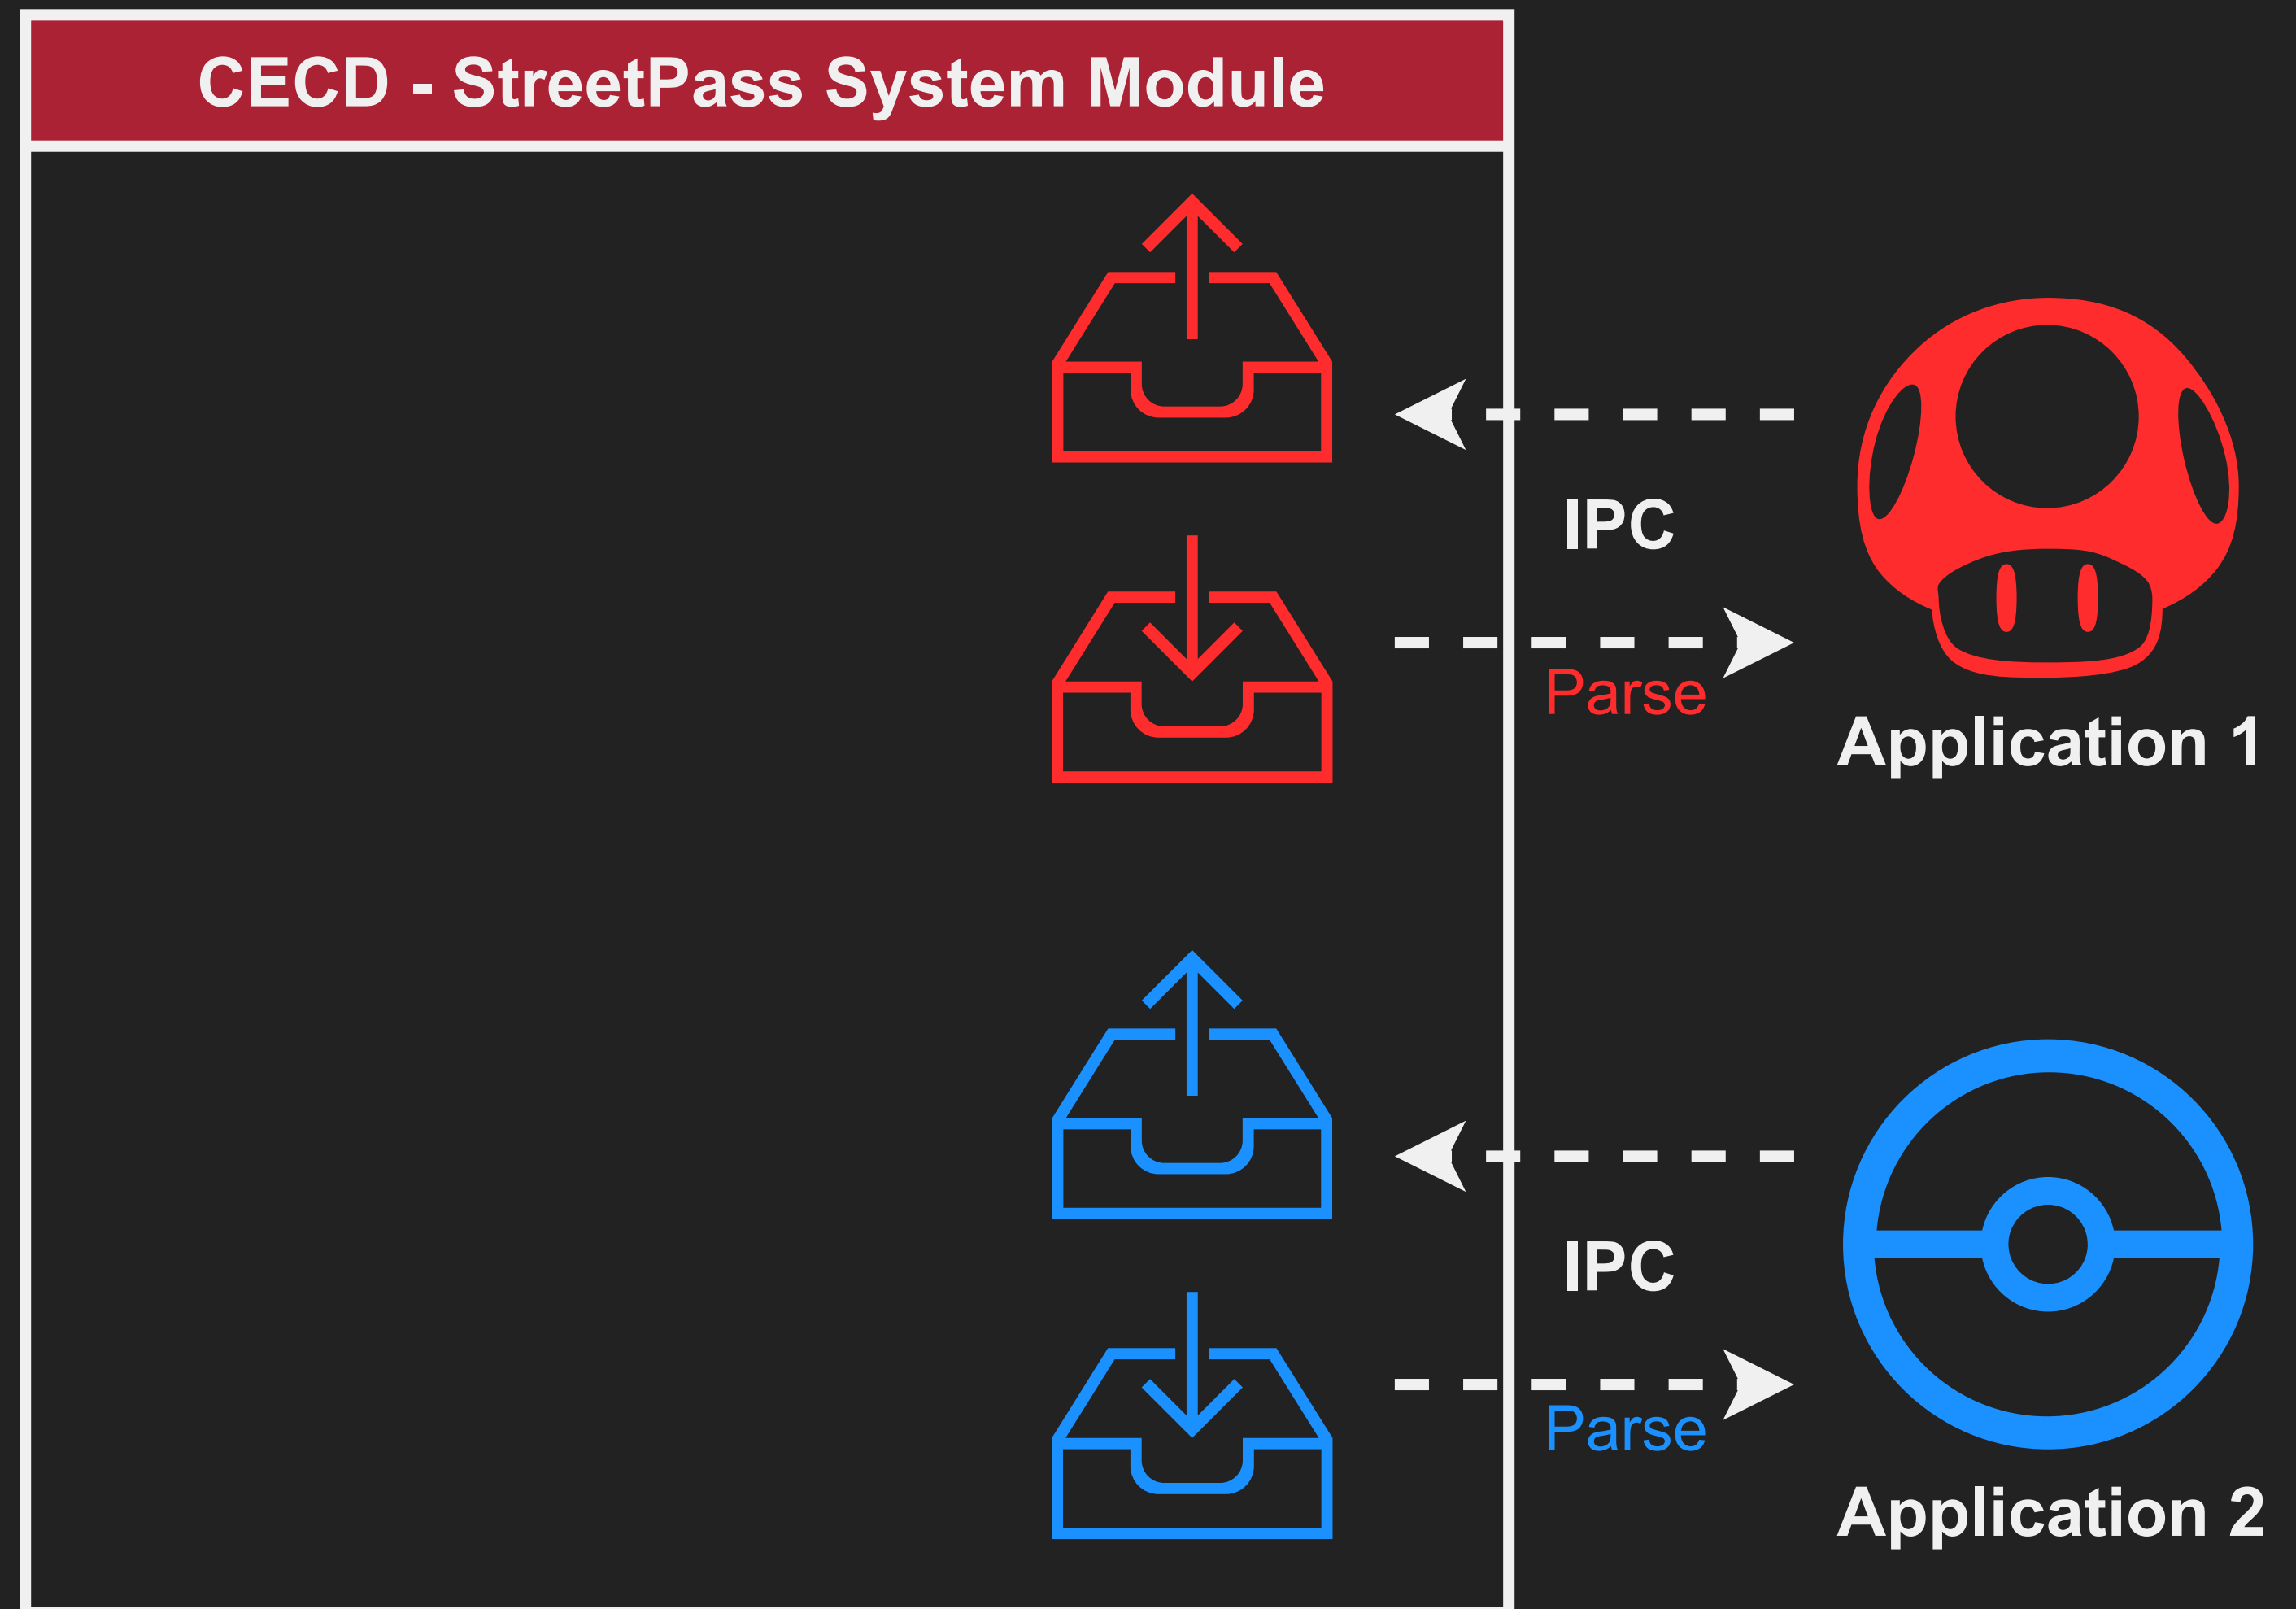 CECD - StreetPass System Module
IPC
Parse
Application 1
IPC
Parse
Application 2